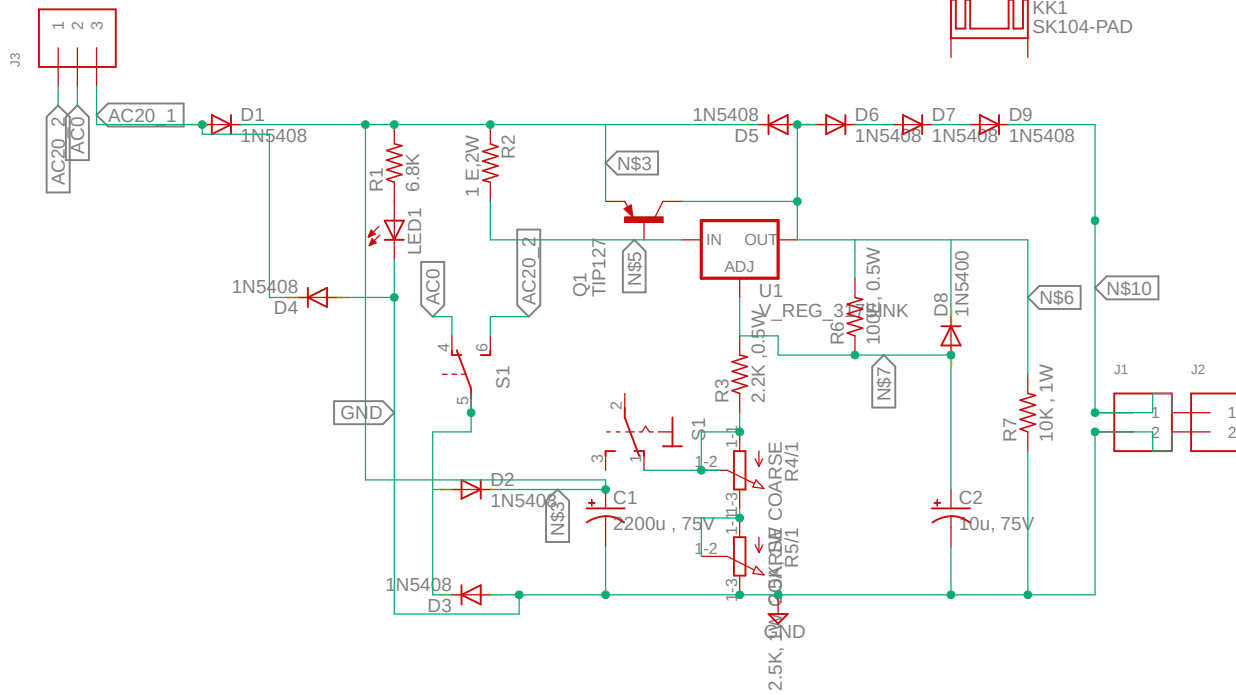 KK1
SK104-PAD
J3
1
2
3
AC20_1
AC20_2
AC0
D1
1N5408
R1
6.8K
LED1
R2
1 E,2W
1N5408
D5
D6
1N5408
D7
1N5408
D9
1N5408
N$3
N$5
Q1
TIP127
IN
OUT
ADJ
U1
V_REG_317SINK
R6
100E, 0.5W
D8
1N5400
N$6
N$10
1N5408
D4
AC0
AC20_2
4
6
5
S1
GND
R3
2.2K ,0.5W
N$7
R7
10K , 1W
J1
1
2
J2
1
2
2
3
1
S1
1-1
1-2
1-3
R4/1
COARSE
D2
1N5408
N$3
C1
2200u , 75V
1-1
1-2
1-3
R5/1
C2
10u, 75V
1N5408
D3
GND